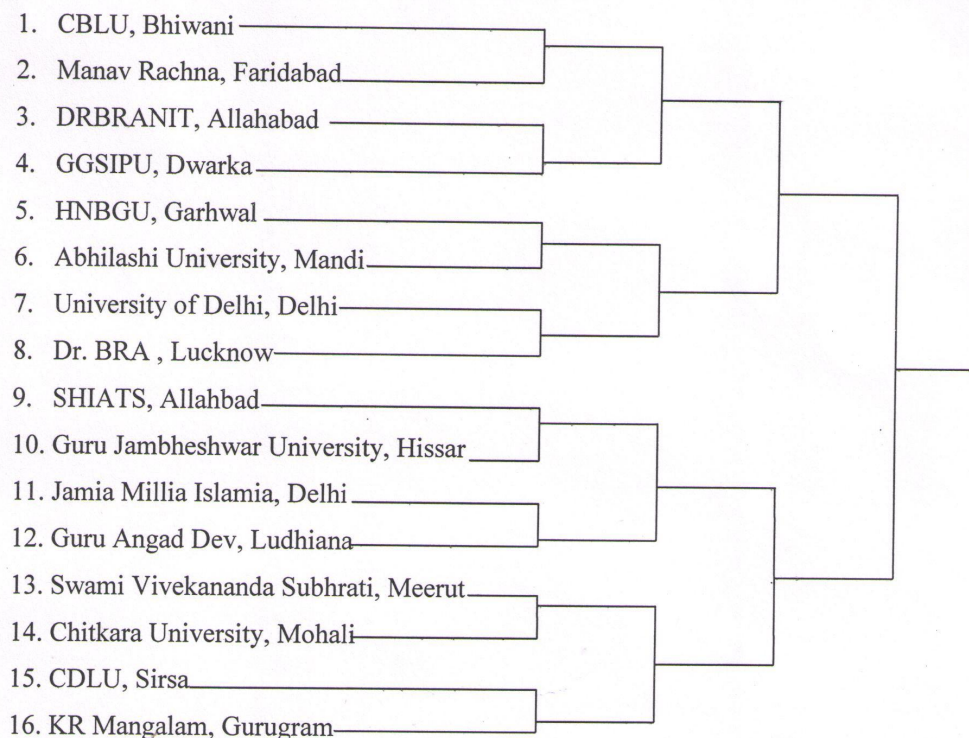 1. CBLU, Bhiwani
2. Manav Rachna, Faridabad
3. DRBRANIT, Allahabad
4. GGSIPU, Dwarka
5. HNBGU, Garhwal
6. Abhilashi University, Mandi
7. University of Delhi, Delhi
8. Dr. BRA , Lucknow
9. SHIATS, Allahbad
10. Guru Jambheshwar University, Hissar
11. Jamia Millia Islamia, Delhi
12. Guru Angad Dev, Ludhiana
13. Swami Vivekananda Subhrati, Meerut
14. Chitkara University, Mohali
15. CDLU, Sirsa
16. KR Mangalam, Gurugram